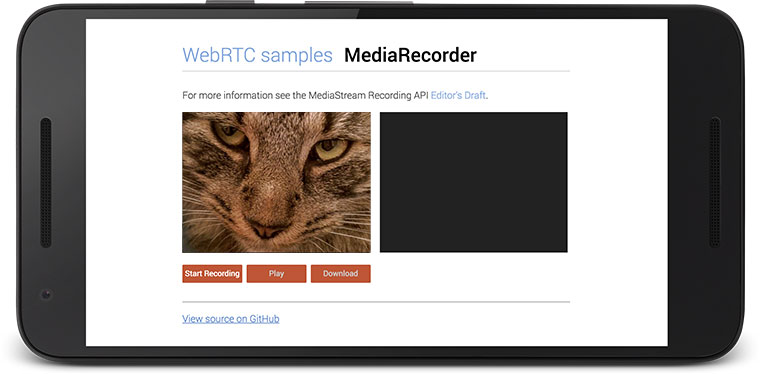 WebRTC samples MediaRecorder
For more information see the MediaStream Recording API Editor's Draft.
Start Recording Play Download
View source on GitHub